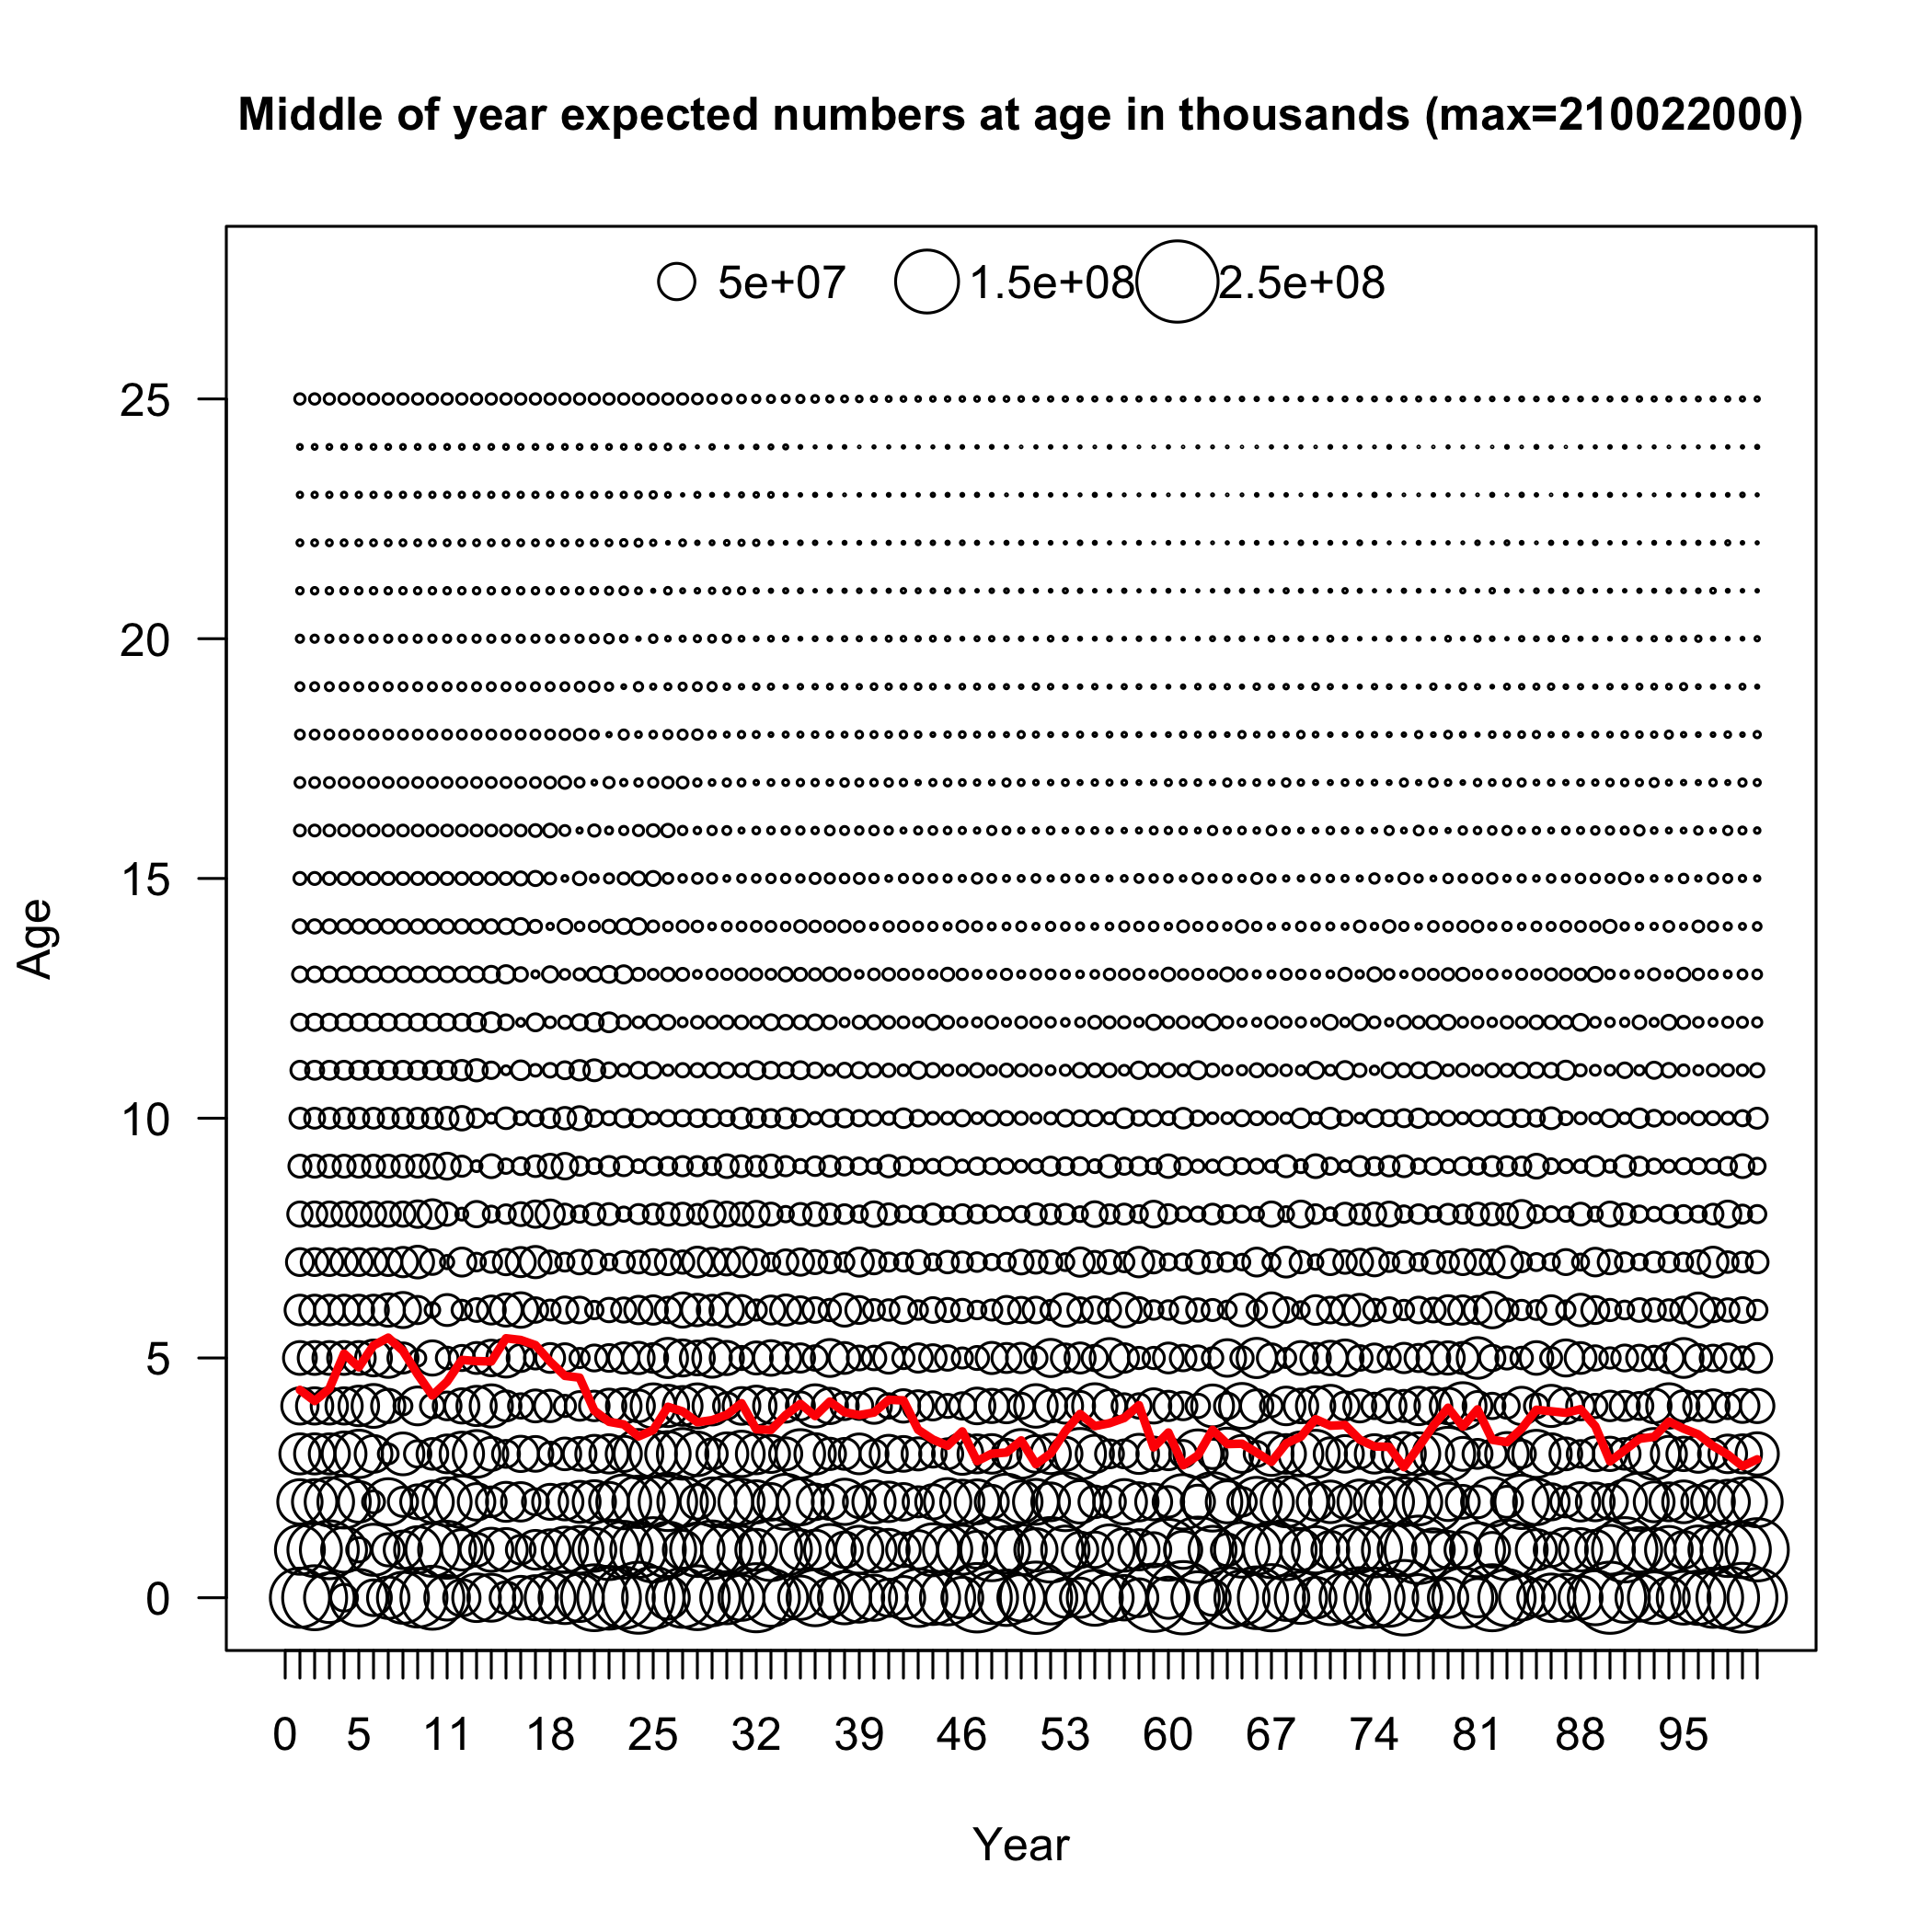 Middle of year expected numbers at age in thousands (max=210022000)
5e+07 1.5e+08 2.5e+08
25
20
15
10
5
0
Age
0 5 11 18 25 32 39 46 53 60 67 74 81 88 95
Year